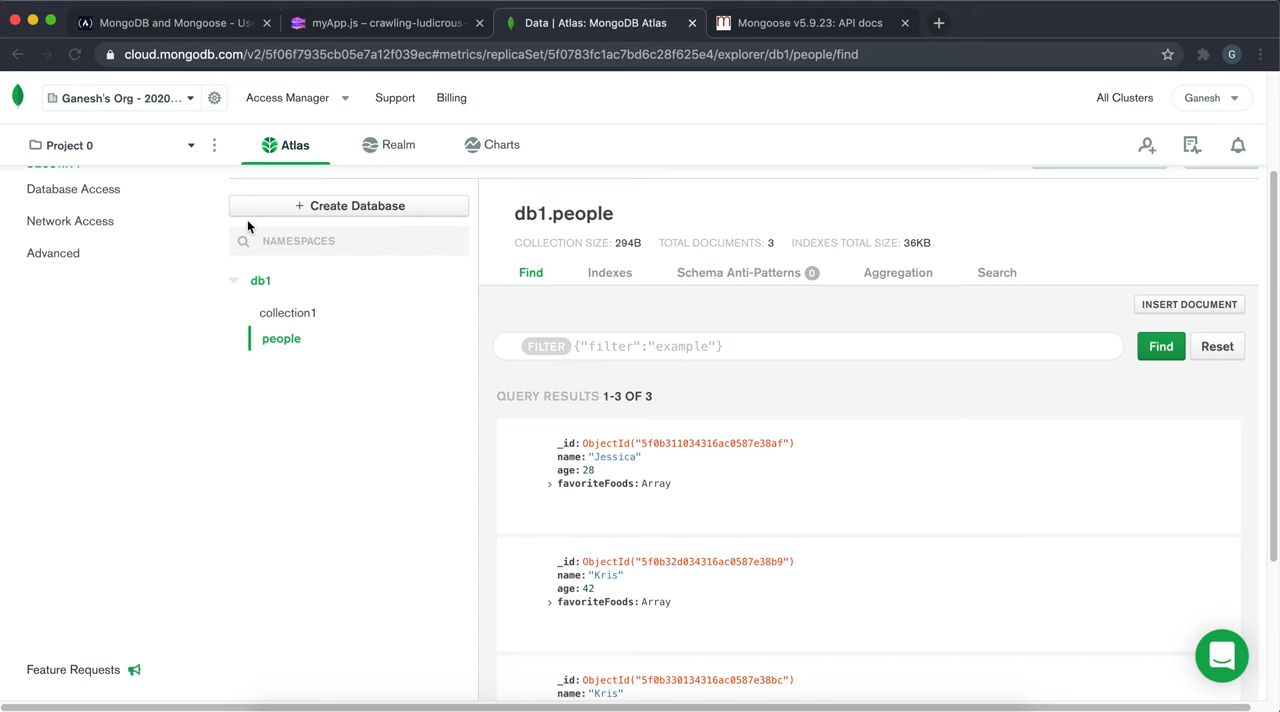 MongoDB and Mongoose - Us
myApp.js – crawling-ludicrous-
Data | Atlas: MongoDB Atlas
Mongoose v5.9.23: API docs
cloud.mongodb.com/v2/5f06f7935cb05e7a12f039ec#metrics/replicaSet/5f0783fc1ac7bd6c28f625e4/explorer/db1/people/find
G
Ganesh's Org - 2020...
Access Manager
Support
Billing
All Clusters
Ganesh
Project 0
Atlas
Realm
Charts
SECURITY
Database Access
Network Access
Advanced
Feature Requests
+ Create Database
NAMESPACES
db1
collection1
people
db1.people
COLLECTION SIZE: 294B TOTAL DOCUMENTS: 3 INDEXES TOTAL SIZE: 36KB
Find Indexes Schema Anti-Patterns 0 Aggregation Search
INSERT DOCUMENT
FILTER {"filter":"example"}
Find
Reset
QUERY RESULTS 1-3 OF 3
_id: ObjectId("5f0b311034316ac0587e38af")
name: "Jessica"
age: 28
favoriteFoods: Array
_id: ObjectId("5f0b32d034316ac0587e38b9")
name: "Kris"
age: 42
favoriteFoods: Array
_id: ObjectId("5f0b330134316ac0587e38bc")
name: "Kris"